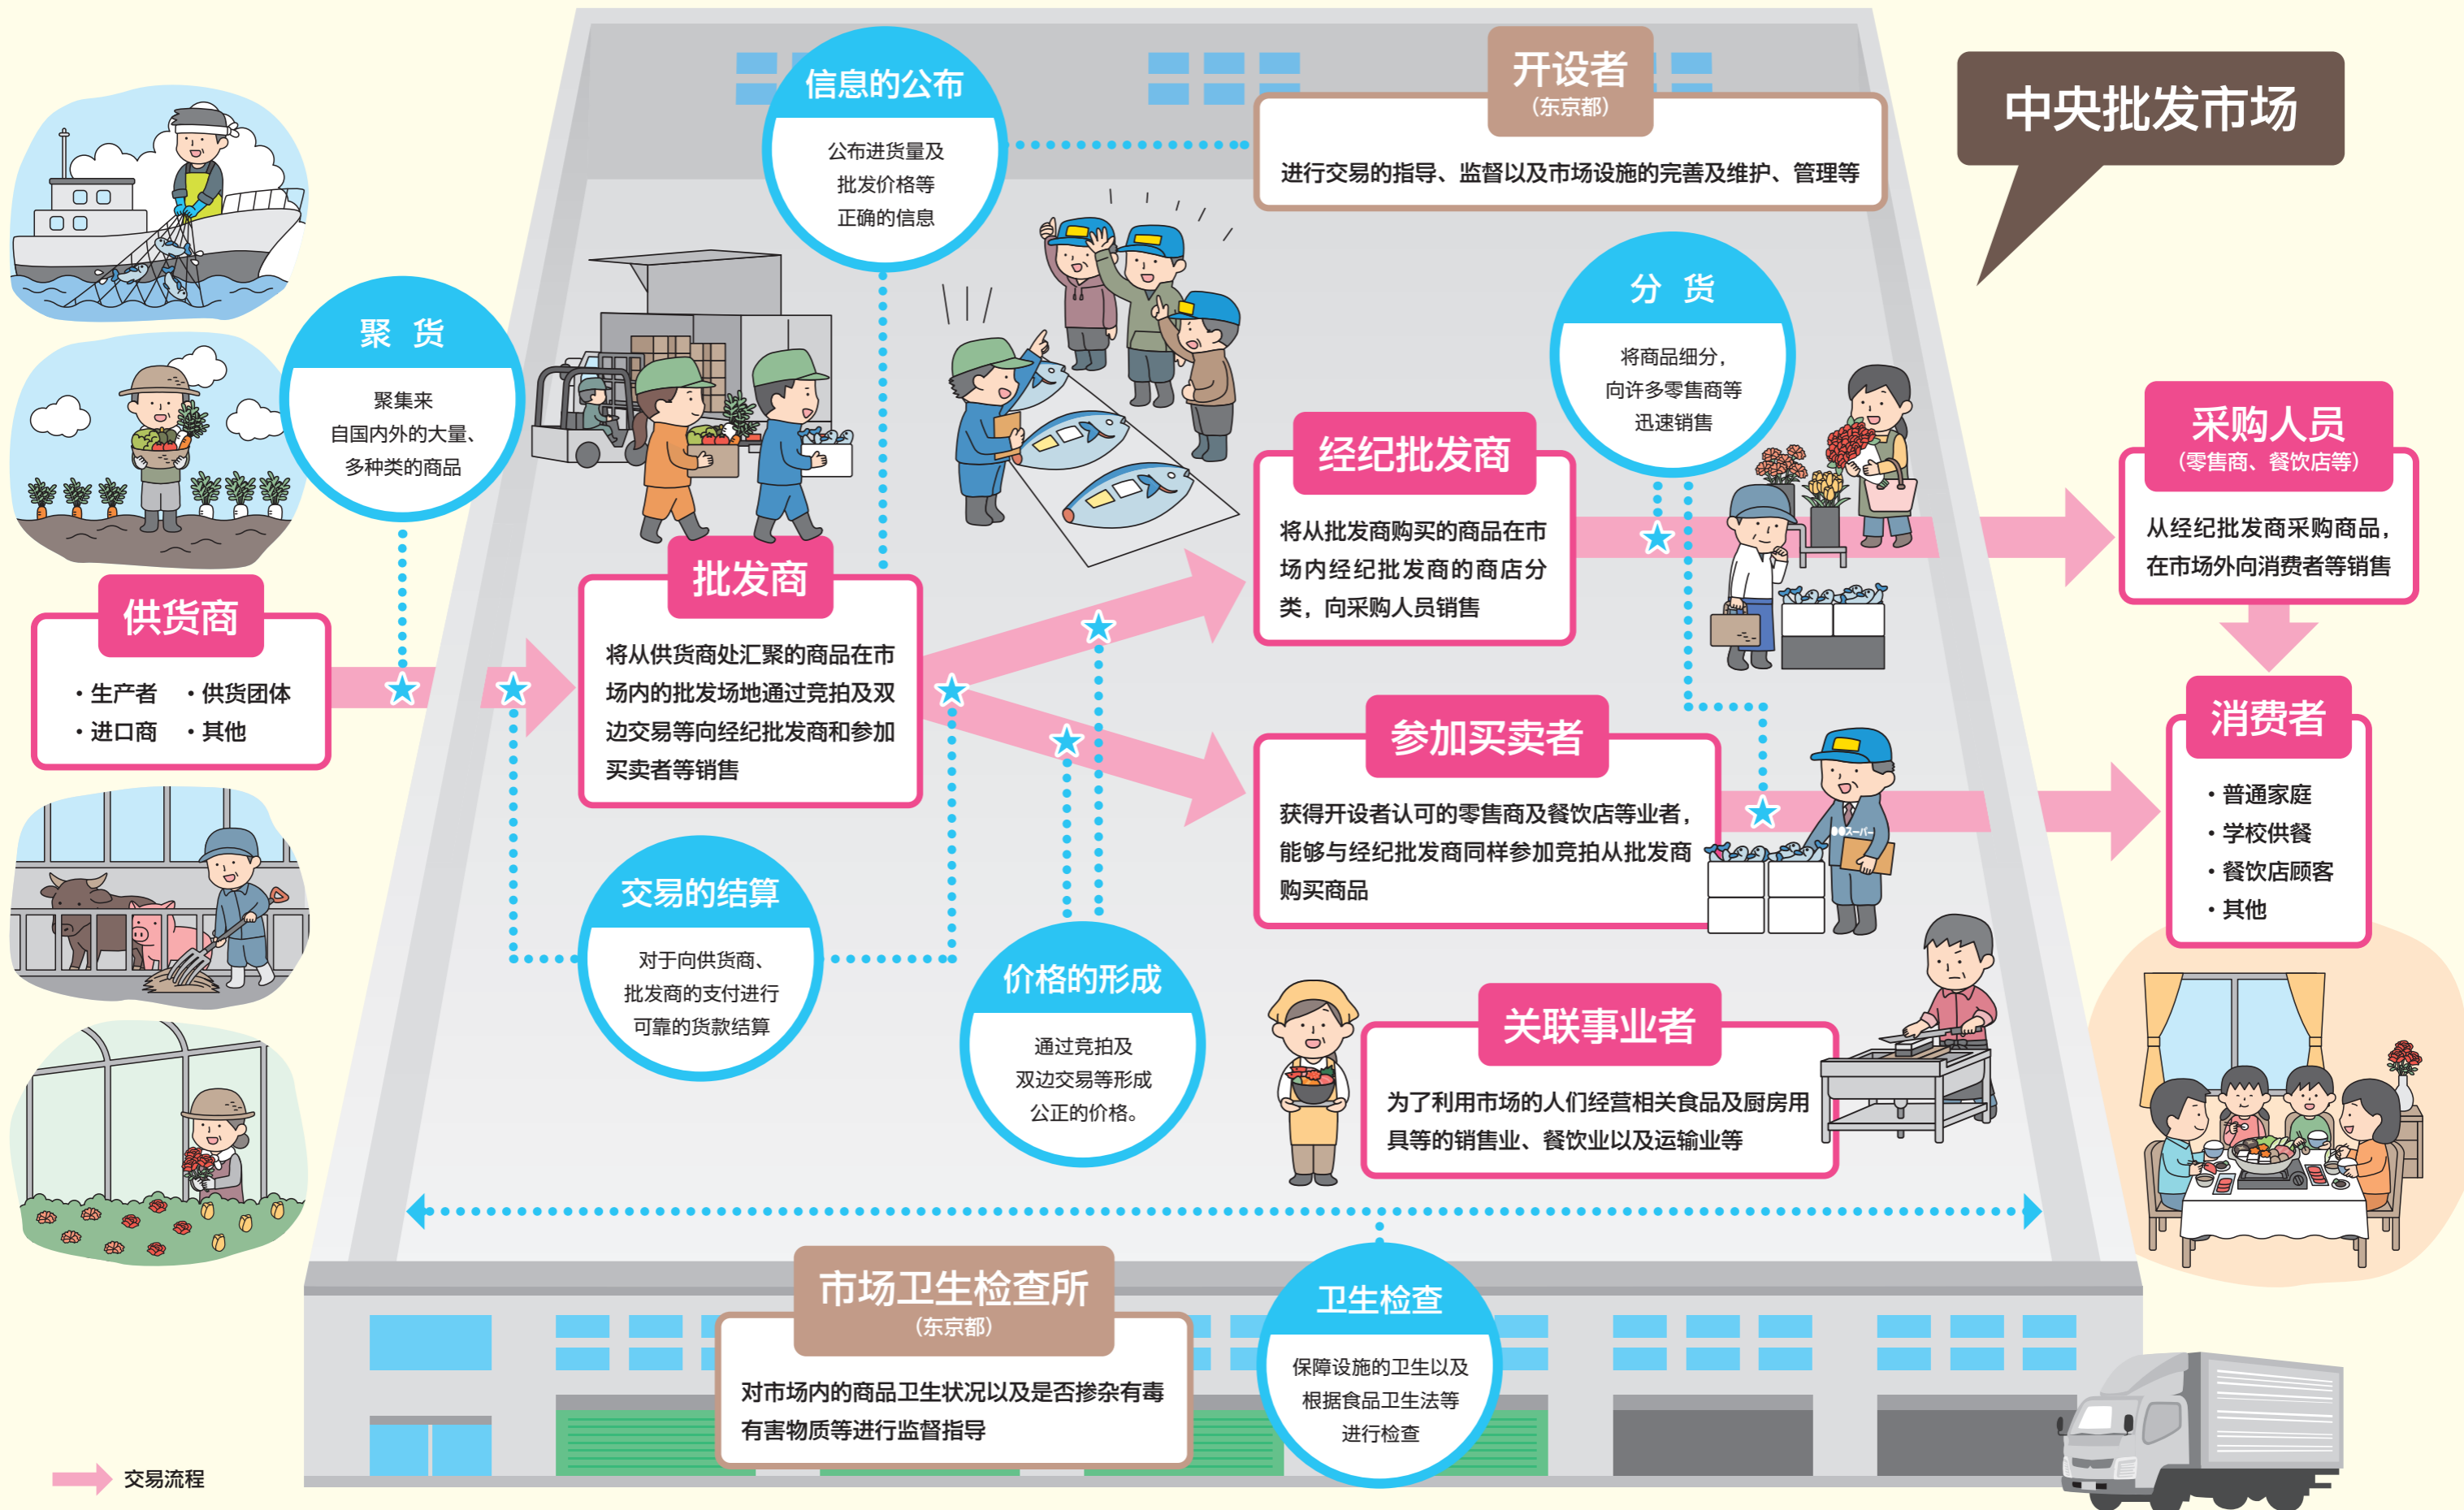 中央批发市场
信息的公布
公布进货量及
批发价格等
正确的信息
开设者
（东京都）
进行交易的指导、监督以及市场设施的完善及维护、管理等
聚 货
聚集来
自国内外的大量、
多种类的商品
分 货
将商品细分，
向许多零售商等
迅速销售
供货商
・生产者 ・供货团体
・进口商 ・其他
批发商
将从供货商处汇聚的商品在市
场内的批发场地通过竞拍及双
边交易等向经纪批发商和参加
买卖者等销售
经纪批发商
将从批发商购买的商品在市
场内经纪批发商的商店分
类，向采购人员销售
采购人员
（零售商、餐饮店等）
从经纪批发商采购商品，
在市场外向消费者等销售
参加买卖者
获得开设者认可的零售商及餐饮店等业者，
能够与经纪批发商同样参加竞拍从批发商
购买商品
●●スーパー
消费者
・普通家庭
・学校供餐
・餐饮店顾客
・其他
交易的结算
对于向供货商、
批发商的支付进行
可靠的货款结算
价格的形成
通过竞拍及
双边交易等形成
公正的价格。
关联事业者
为了利用市场的人们经营相关食品及厨房用
具等的销售业、餐饮业以及运输业等
市场卫生检查所
（东京都）
对市场内的商品卫生状况以及是否掺杂有毒
有害物质等进行监督指导
卫生检查
保障设施的卫生以及
根据食品卫生法等
进行检查
交易流程